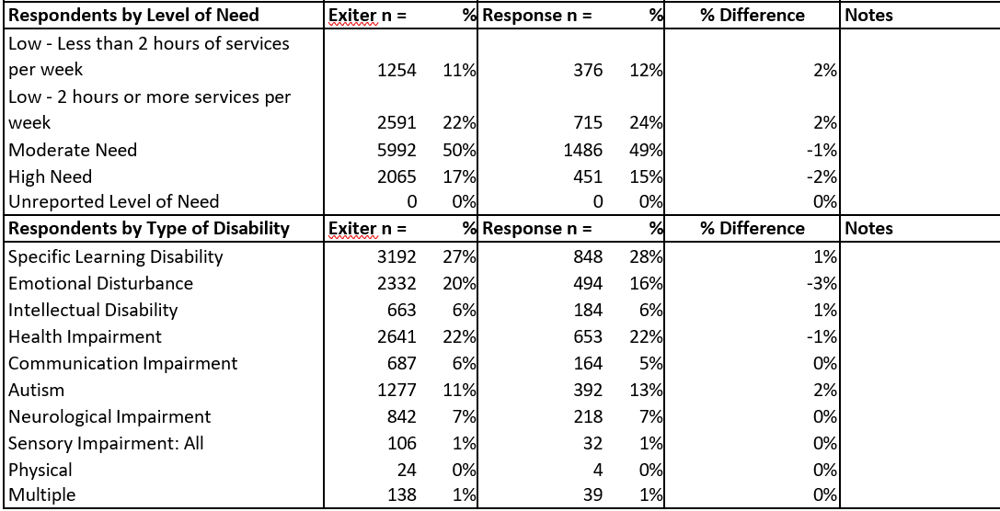 Respondents by Level of Need Exiter n = % Response n = % % Difference Notes
Low - Less than 2 hours of services
per week 1254 11% 376 12% 2%
Low - 2 hours or more services per
week 2591 22% 715 24% 2%
Moderate Need 5992 50% 1486 49% -1%
High Need 2065 17% 451 15% -2%
Unreported Level of Need 0 0% 0 0% 0%
Respondents by Type of Disability Exiter n = % Response n = % % Difference Notes
Specific Learning Disability 3192 27% 848 28% 1%
Emotional Disturbance 2332 20% 494 16% -3%
Intellectual Disability 663 6% 184 6% 1%
Health Impairment 2641 22% 653 22% -1%
Communication Impairment 687 6% 164 5% 0%
Autism 1277 11% 392 13% 2%
Neurological Impairment 842 7% 218 7% 0%
Sensory Impairment: All 106 1% 32 1% 0%
Physical 24 0% 4 0% 0%
Multiple 138 1% 39 1% 0%